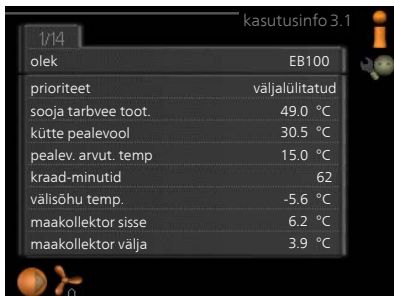 kasutusinfo 3.1
1/14
olek EB100
prioriteet väljalülitatud
sooja tarbvee toot. 49.0 °C
kütte pealevool 30.5 °C
pealev. arvut. temp 15.0 °C
kraad-minutid 62
välisõhu temp. -5.6 °C
maakollektor sisse 6.2 °C
maakollektor välja 3.9 °C
0